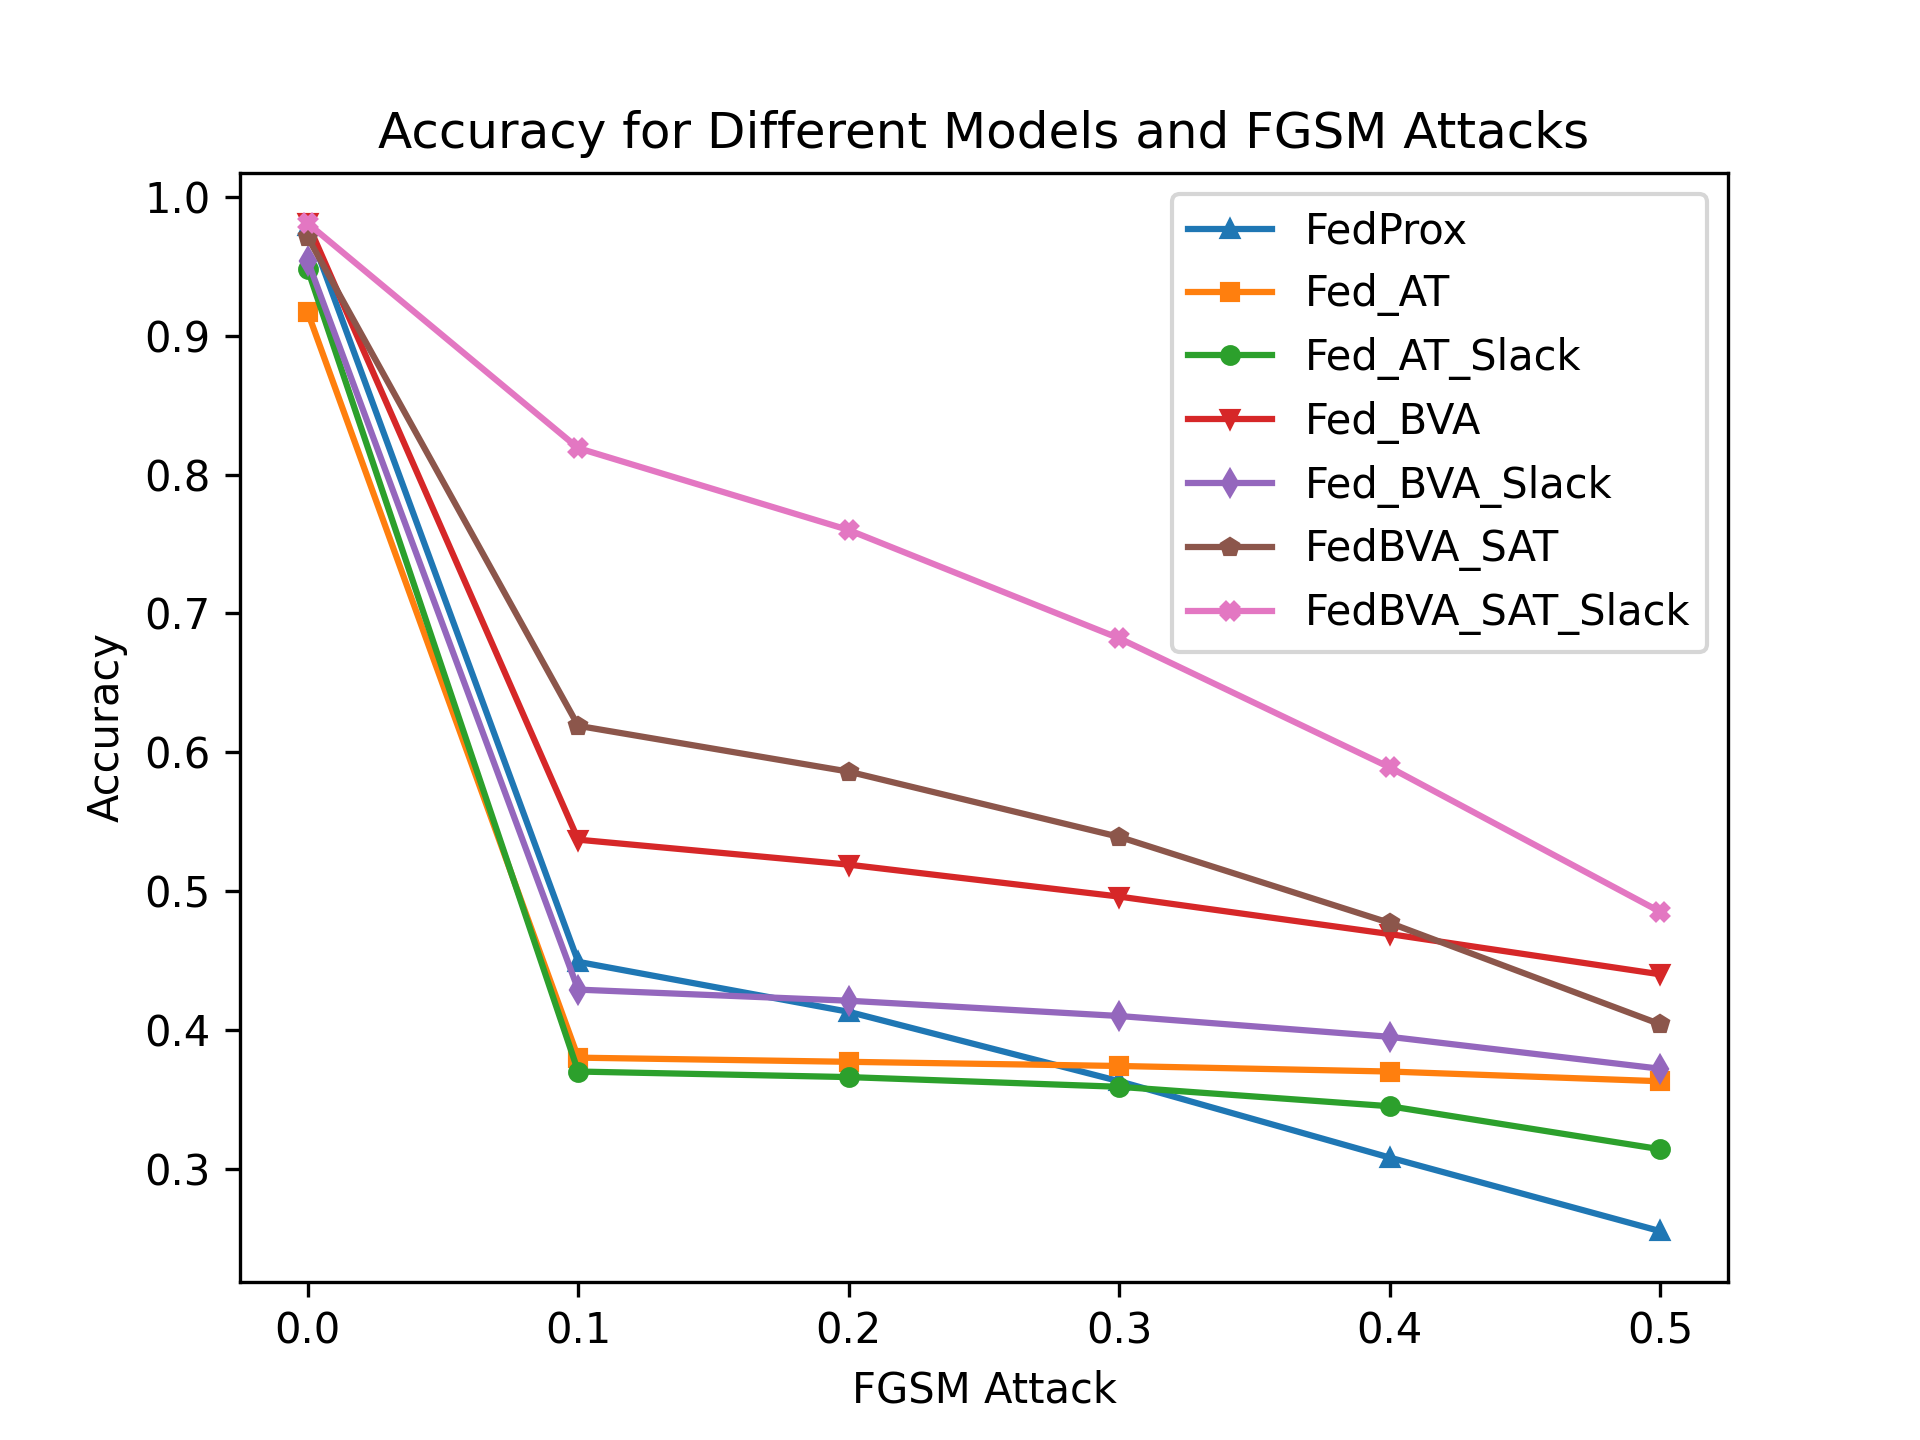 Accuracy for Different Models and FGSM Attacks
1.0
0.9
0.8
0.7
0.6
0.5
0.4
0.3
Accuracy
FedProx
Fed_AT
Fed_AT_Slack
Fed_BVA
Fed_BVA_Slack
FedBVA_SAT
FedBVA_SAT_Slack
0.0 0.1 0.2 0.3 0.4 0.5
FGSM Attack